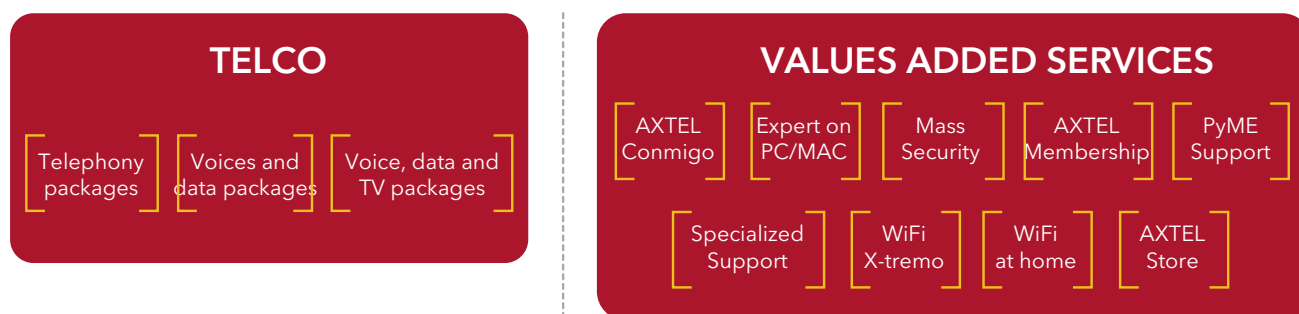 TELCO
Telephony
packages
Voices and
data packages
Voice, data and
TV packages
VALUES ADDED SERVICES
AXTEL
Conmigo
Expert on
PC/MAC
Mass
Security
AXTEL
Membership
PyME
Support
Specialized
Support
WiFi
X-tremo
WiFi
at home
AXTEL
Store